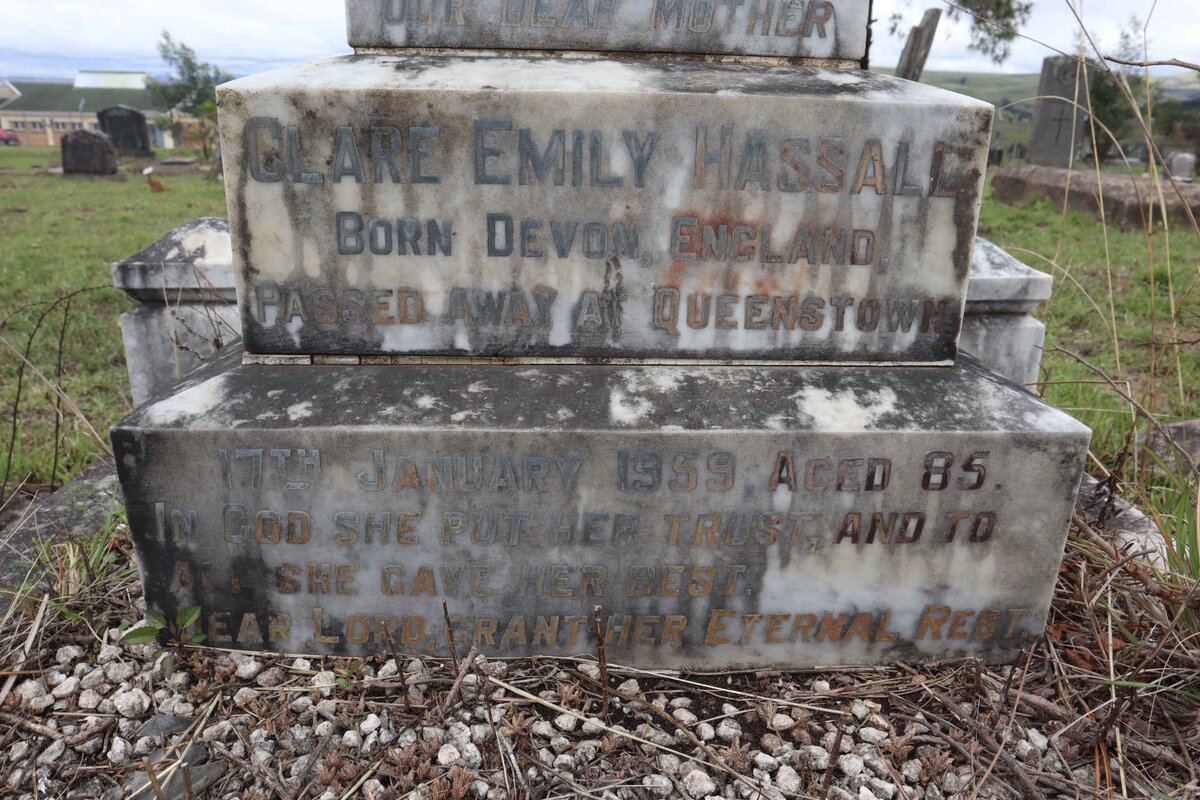 OUR DEAR MOTHER
CLARE EMILY HASSALL
BORN DEVON, ENGLAND,
PASSED AWAY AT QUEENSTOWN
17TH JANUARY 1959, AGED 85.
IN GOD SHE PUT HER TRUST, AND TO
ALL SHE GAVE HER BEST.
DEAR LORD, GRANT HER ETERNAL REST.